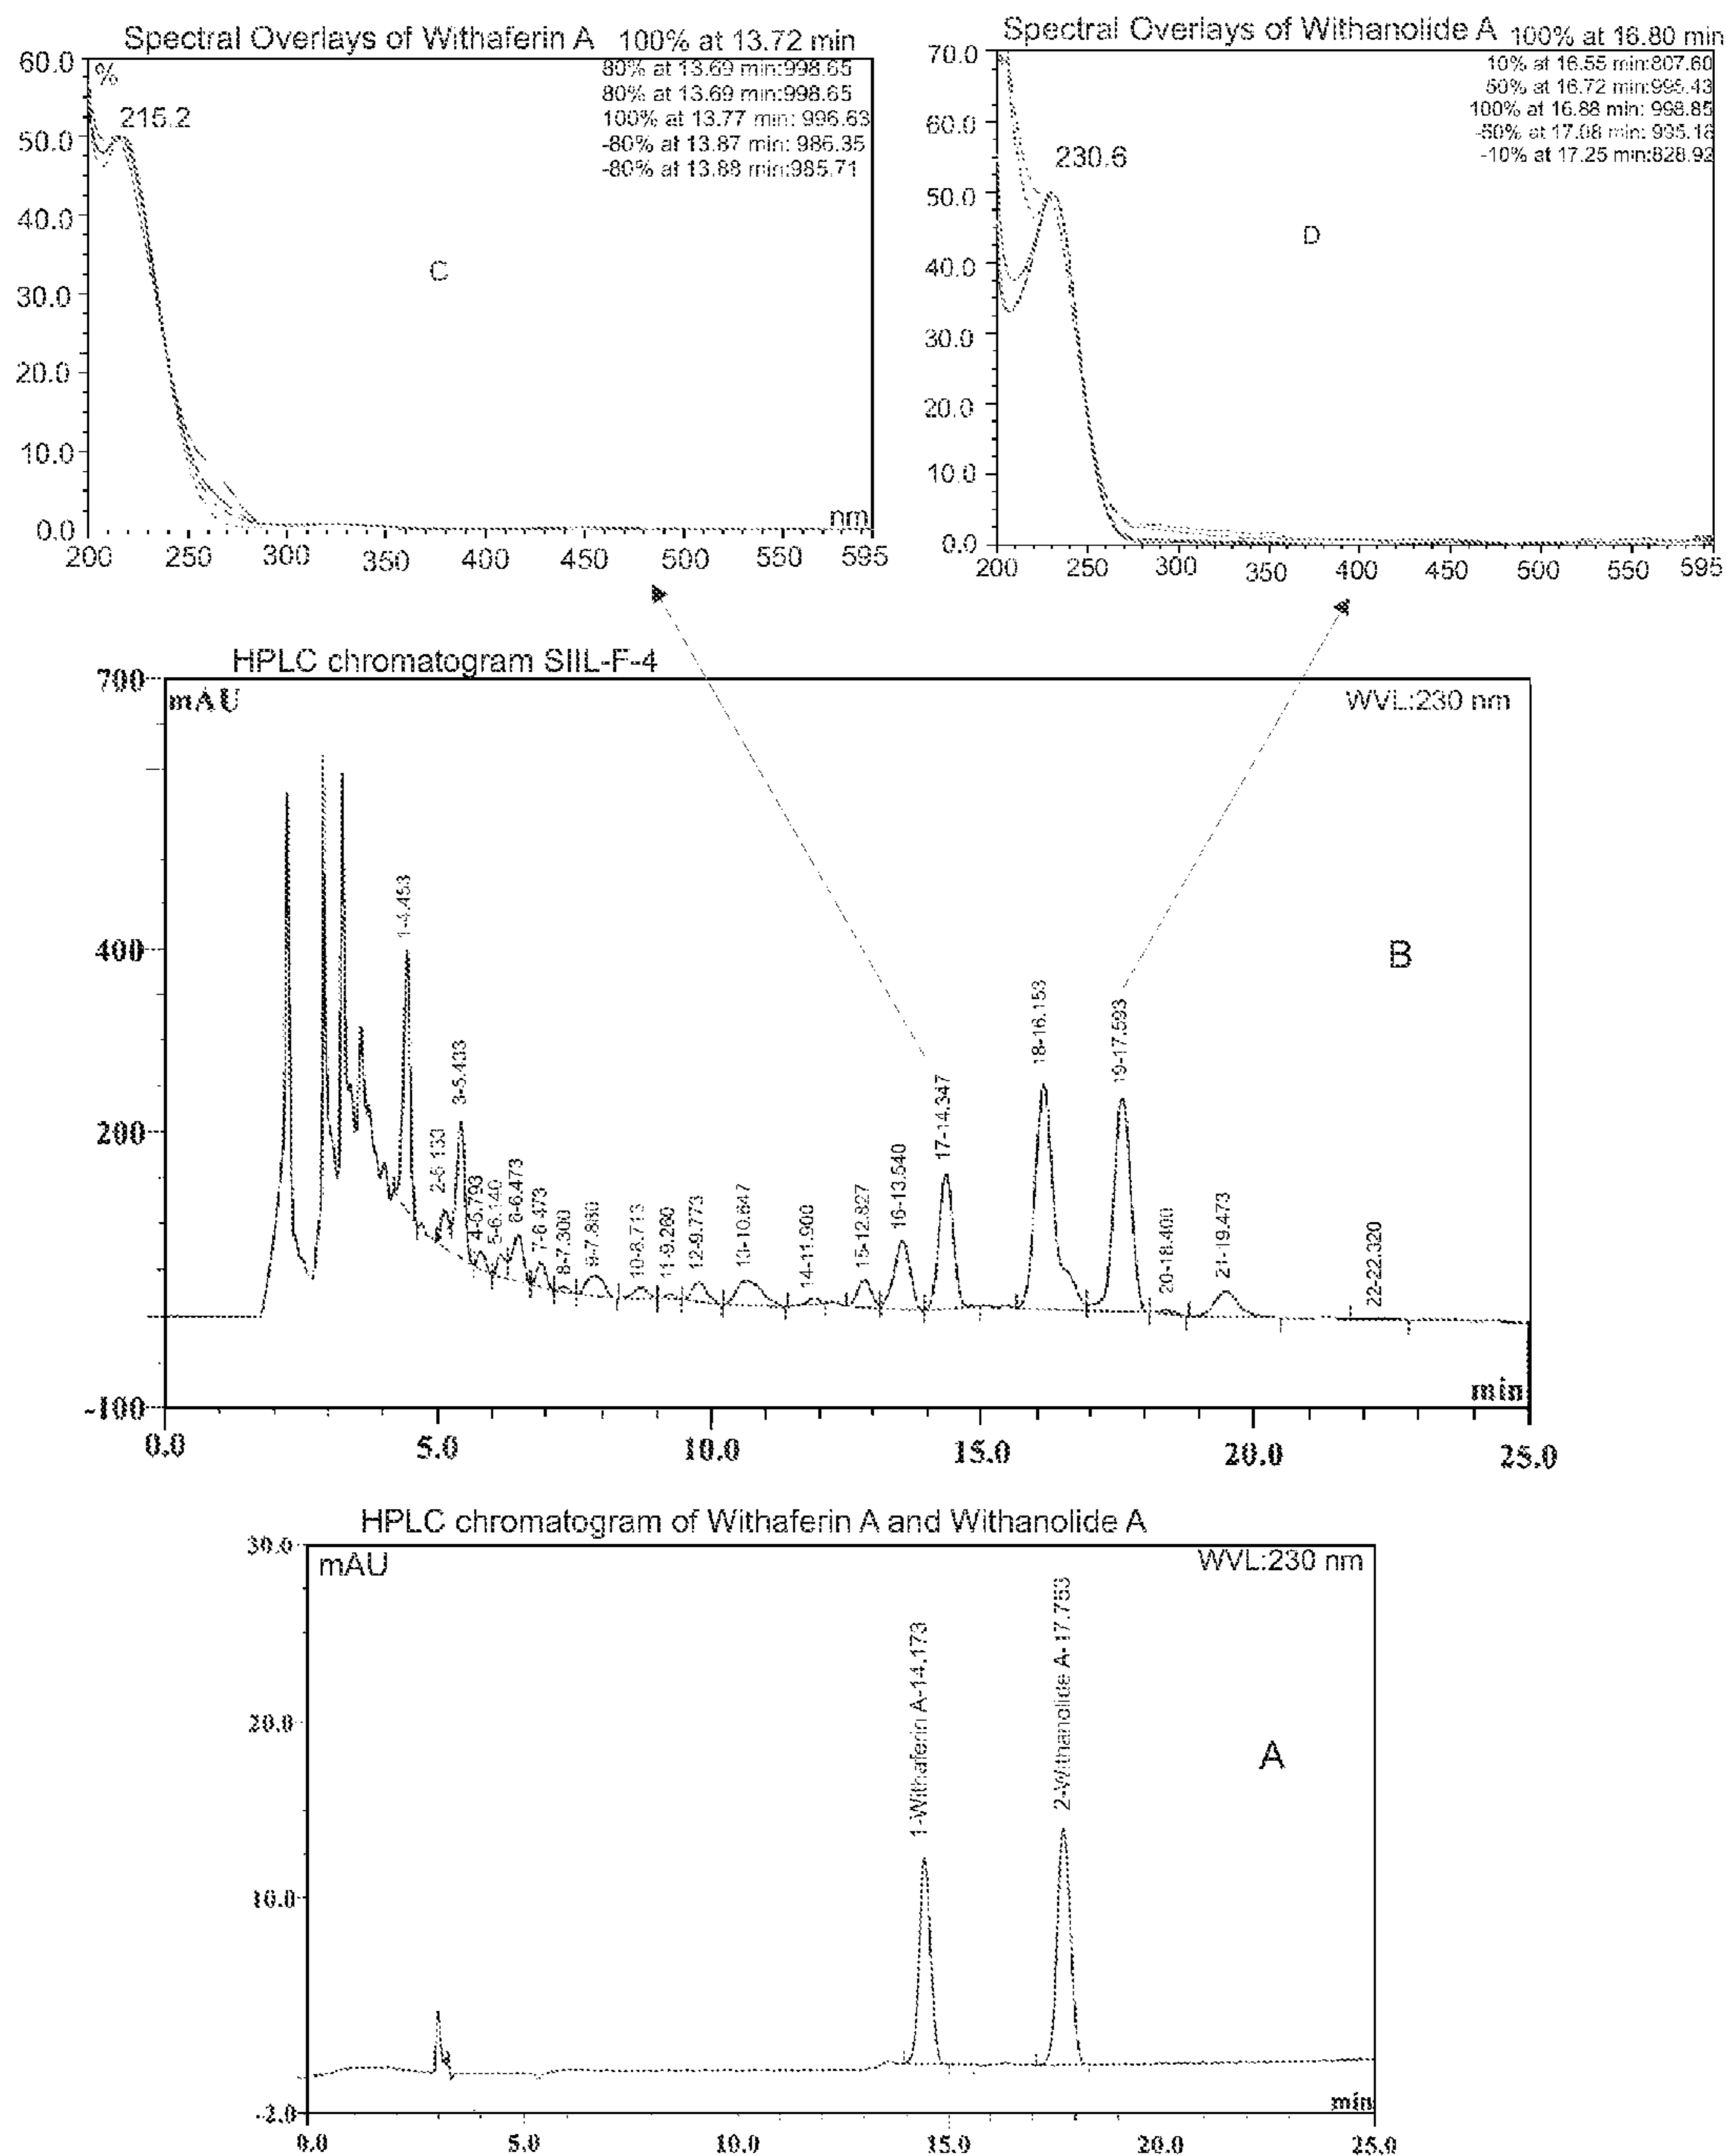 Spectral Overlays of Withaferin A 100% at 13.72 min
60.0
%
80% at 13.69 min:998.65
80% at 13.69 min:998.65
100% at 13.77 min: 996.63
-80% at 13.87 min: 986.35
-80% at 13.88 min:985.71
215.2
50.0
40.0
C
30.0
20.0
10.0
0.0
nm
200 250 300 350 400 450 500 550 595
Spectral Overlays of Withanolide A 100% at 16.80 min
70.0
10% at 16.55 min:807.60
50% at 16.72 min:995.43
100% at 16.88 min: 998.85
-50% at 17.08 min: 995.16
-10% at 17.25 min:828.92
60.0
230.6
50.0
D
40.0
30.0
20.0
10.0
0.0
200 250 300 350 400 450 500 550 595
HPLC chromatogram SIIL-F-4
700
mAU
WVL:230 nm
400
200
-100
B
1-4.453
2-5.133
3-5.433
4-5.793
5-6.140
6-6.473
7-6.473
8-7.300
9-7.860
10-8.713
11-9.260
12-9.773
13-10.647
14-11.900
15-12.827
16-13.540
17-14.347
18-16.153
19-17.593
20-18.400
21-19.473
22-22.320
min
0.0 5.0 10.0 15.0 20.0 25.0
HPLC chromatogram of Withaferin A and Withanolide A
30.0
mAU
WVL:230 nm
1-Withaferin A-14.173
2-Withanolide A-17.753
20.0
A
10.0
-2.0
min
0.0 5.0 10.0 15.0 20.0 25.0